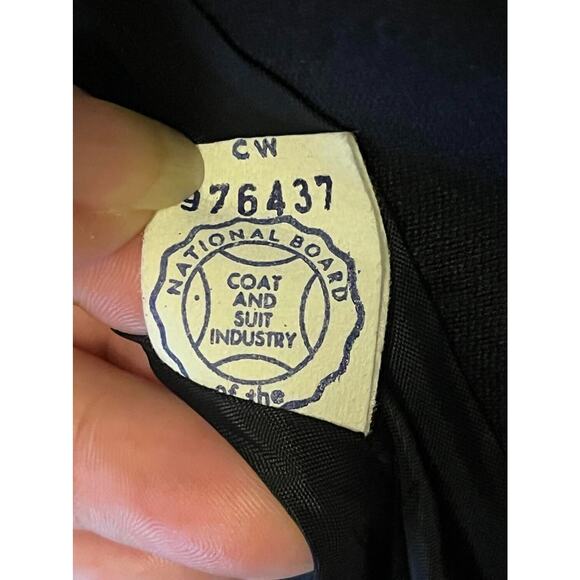 CW
976437
NATIONAL BOARD
COAT
AND
SUIT
INDUSTRY
of the